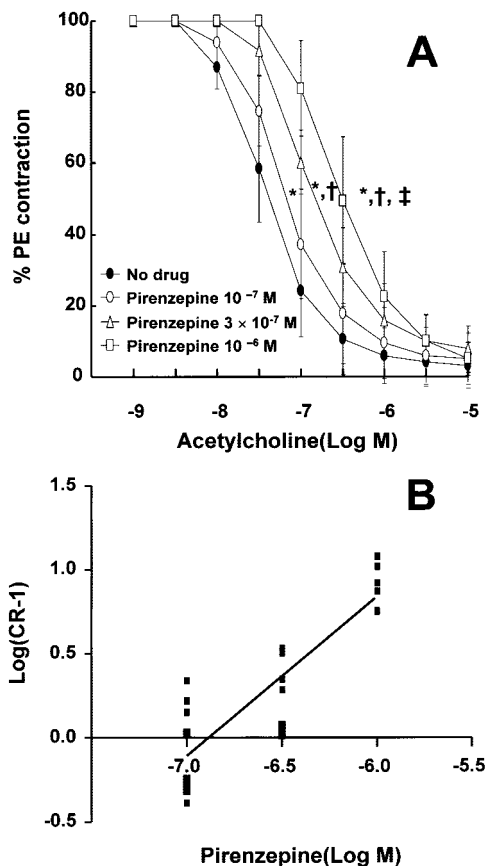 A
100
80
60
40
20
0
% PE contraction
* *,† *,†, ‡
No drug
Pirenzepine 10 ⁻⁷ M
Pirenzepine 3 × 10⁻⁷ M
Pirenzepine 10 ⁻⁶ M
-9 -8 -7 -6 -5
Acetylcholine(Log M)
B
1.5
1.0
0.5
0.0
-0.5
Log(CR-1)
-7.0 -6.5 -6.0 -5.5
Pirenzepine(Log M)